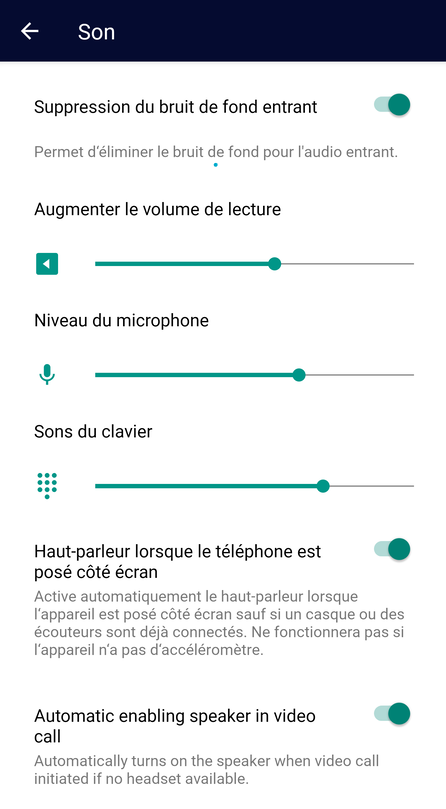 Son
Suppression du bruit de fond entrant
Permet d’éliminer le bruit de fond pour l'audio entrant.
Augmenter le volume de lecture
Niveau du microphone
Sons du clavier
Haut-parleur lorsque le téléphone est
posé côté écran
Active automatiquement le haut-parleur lorsque
l’appareil est posé côté écran sauf si un casque ou des
écouteurs sont déjà connectés. Ne fonctionnera pas si
l’appareil n’a pas d’accéléromètre.
Automatic enabling speaker in video
call
Automatically turns on the speaker when video call
initiated if no headset available.